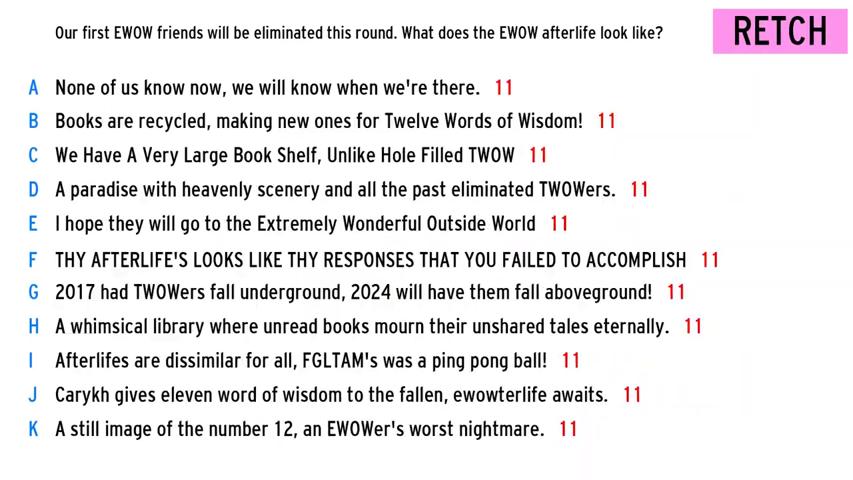 Our first EWOW friends will be eliminated this round. What does the EWOW afterlife look like?
RETCH
A None of us know now, we will know when we're there. 11
B Books are recycled, making new ones for Twelve Words of Wisdom! 11
C We Have A Very Large Book Shelf, Unlike Hole Filled TWOW 11
D A paradise with heavenly scenery and all the past eliminated TWOWers. 11
E I hope they will go to the Extremely Wonderful Outside World 11
F THY AFTERLIFE'S LOOKS LIKE THY RESPONSES THAT YOU FAILED TO ACCOMPLISH 11
G 2017 had TWOWers fall underground, 2024 will have them fall aboveground! 11
H A whimsical library where unread books mourn their unshared tales eternally. 11
I Afterlifes are dissimilar for all, FGLTAM's was a ping pong ball! 11
J Carykh gives eleven word of wisdom to the fallen, ewowterlife awaits. 11
K A still image of the number 12, an EWOWer's worst nightmare. 11